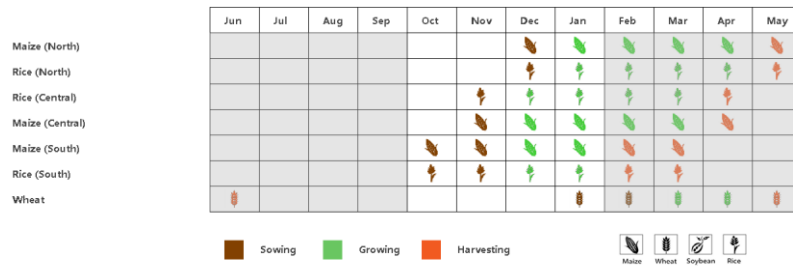 Jun Jul Aug Sep Oct Nov Dec Jan Feb Mar Apr May
Maize (North)
Rice (North)
Rice (Central)
Maize (Central)
Maize (South)
Rice (South)
Wheat
Sowing Growing Harvesting
Maize Wheat Soybean Rice